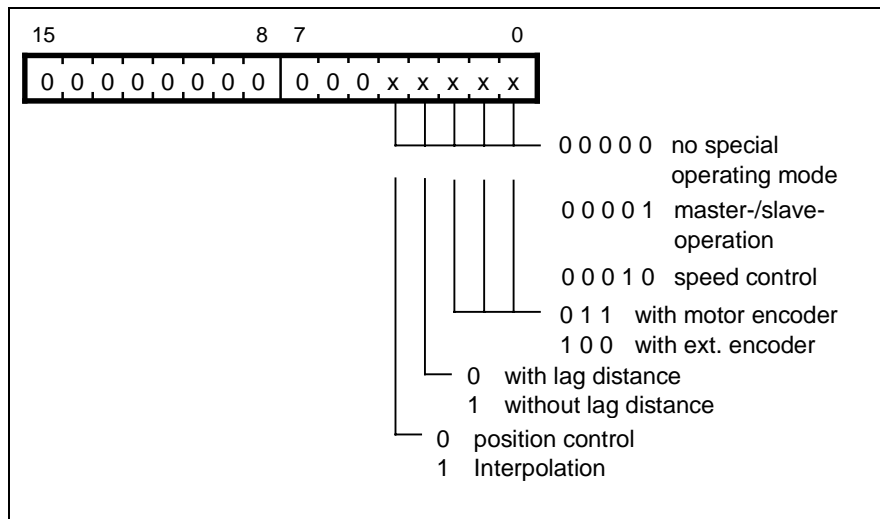 15 8 7 0
0 0 0 0 0 0 0 0 0 0 0 x x x x x
0 0 0 0 0 no special
operating mode
0 0 0 0 1 master-/slave-
operation
0 0 0 1 0 speed control
0 1 1 with motor encoder
1 0 0 with ext. encoder
0 with lag distance
1 without lag distance
0 position control
1 Interpolation